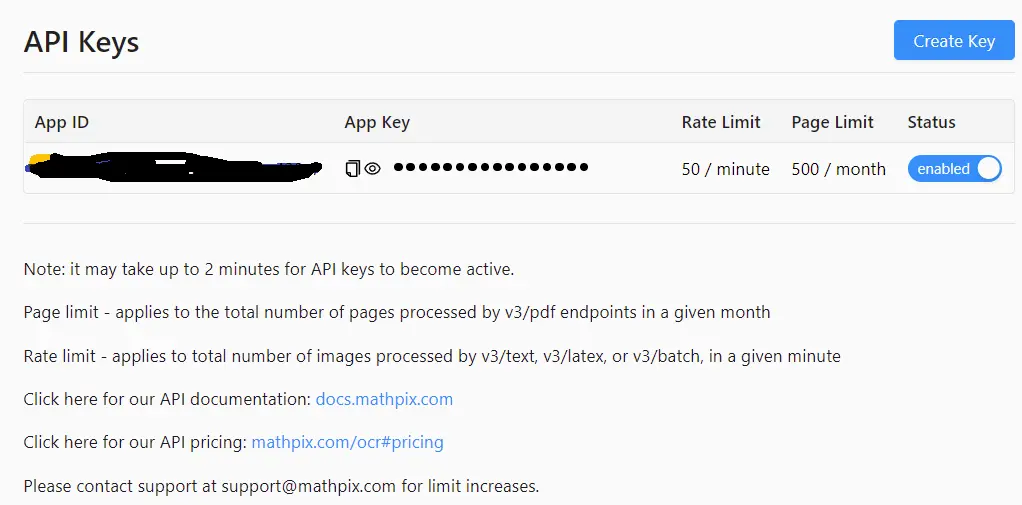 API Keys
Create Key
App ID App Key Rate Limit Page Limit Status
50 / minute 500 / month enabled
Note: it may take up to 2 minutes for API keys to become active.
Page limit - applies to the total number of pages processed by v3/pdf endpoints in a given month
Rate limit - applies to total number of images processed by v3/text, v3/latex, or v3/batch, in a given minute
Click here for our API documentation: docs.mathpix.com
Click here for our API pricing: mathpix.com/ocr#pricing
Please contact support at support@mathpix.com for limit increases.